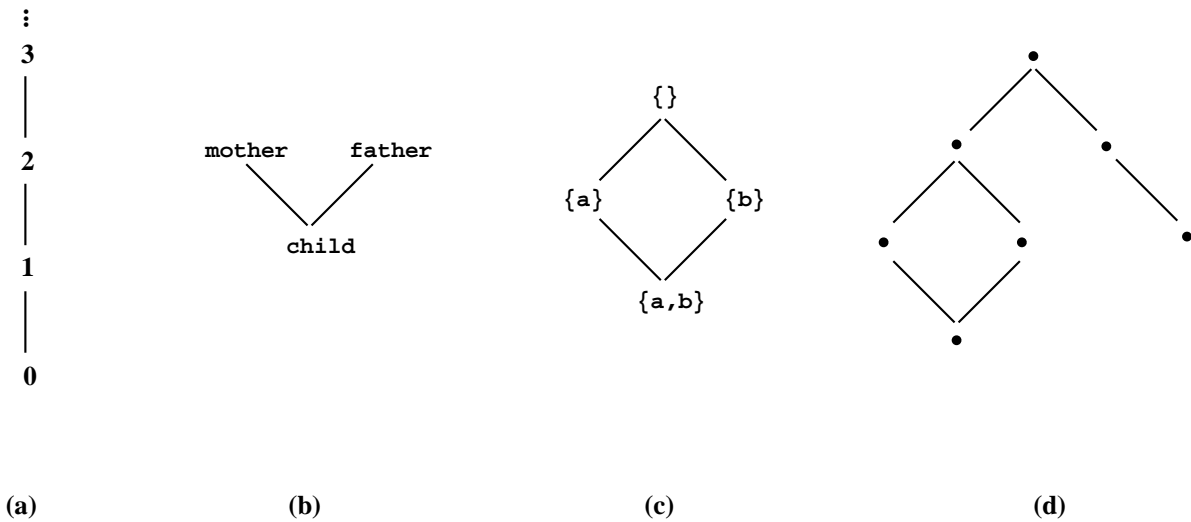 ⋮
3
2
1
0
(a)
mother father
child
(b)
{}
{a} {b}
{a,b}
(c)
(d)